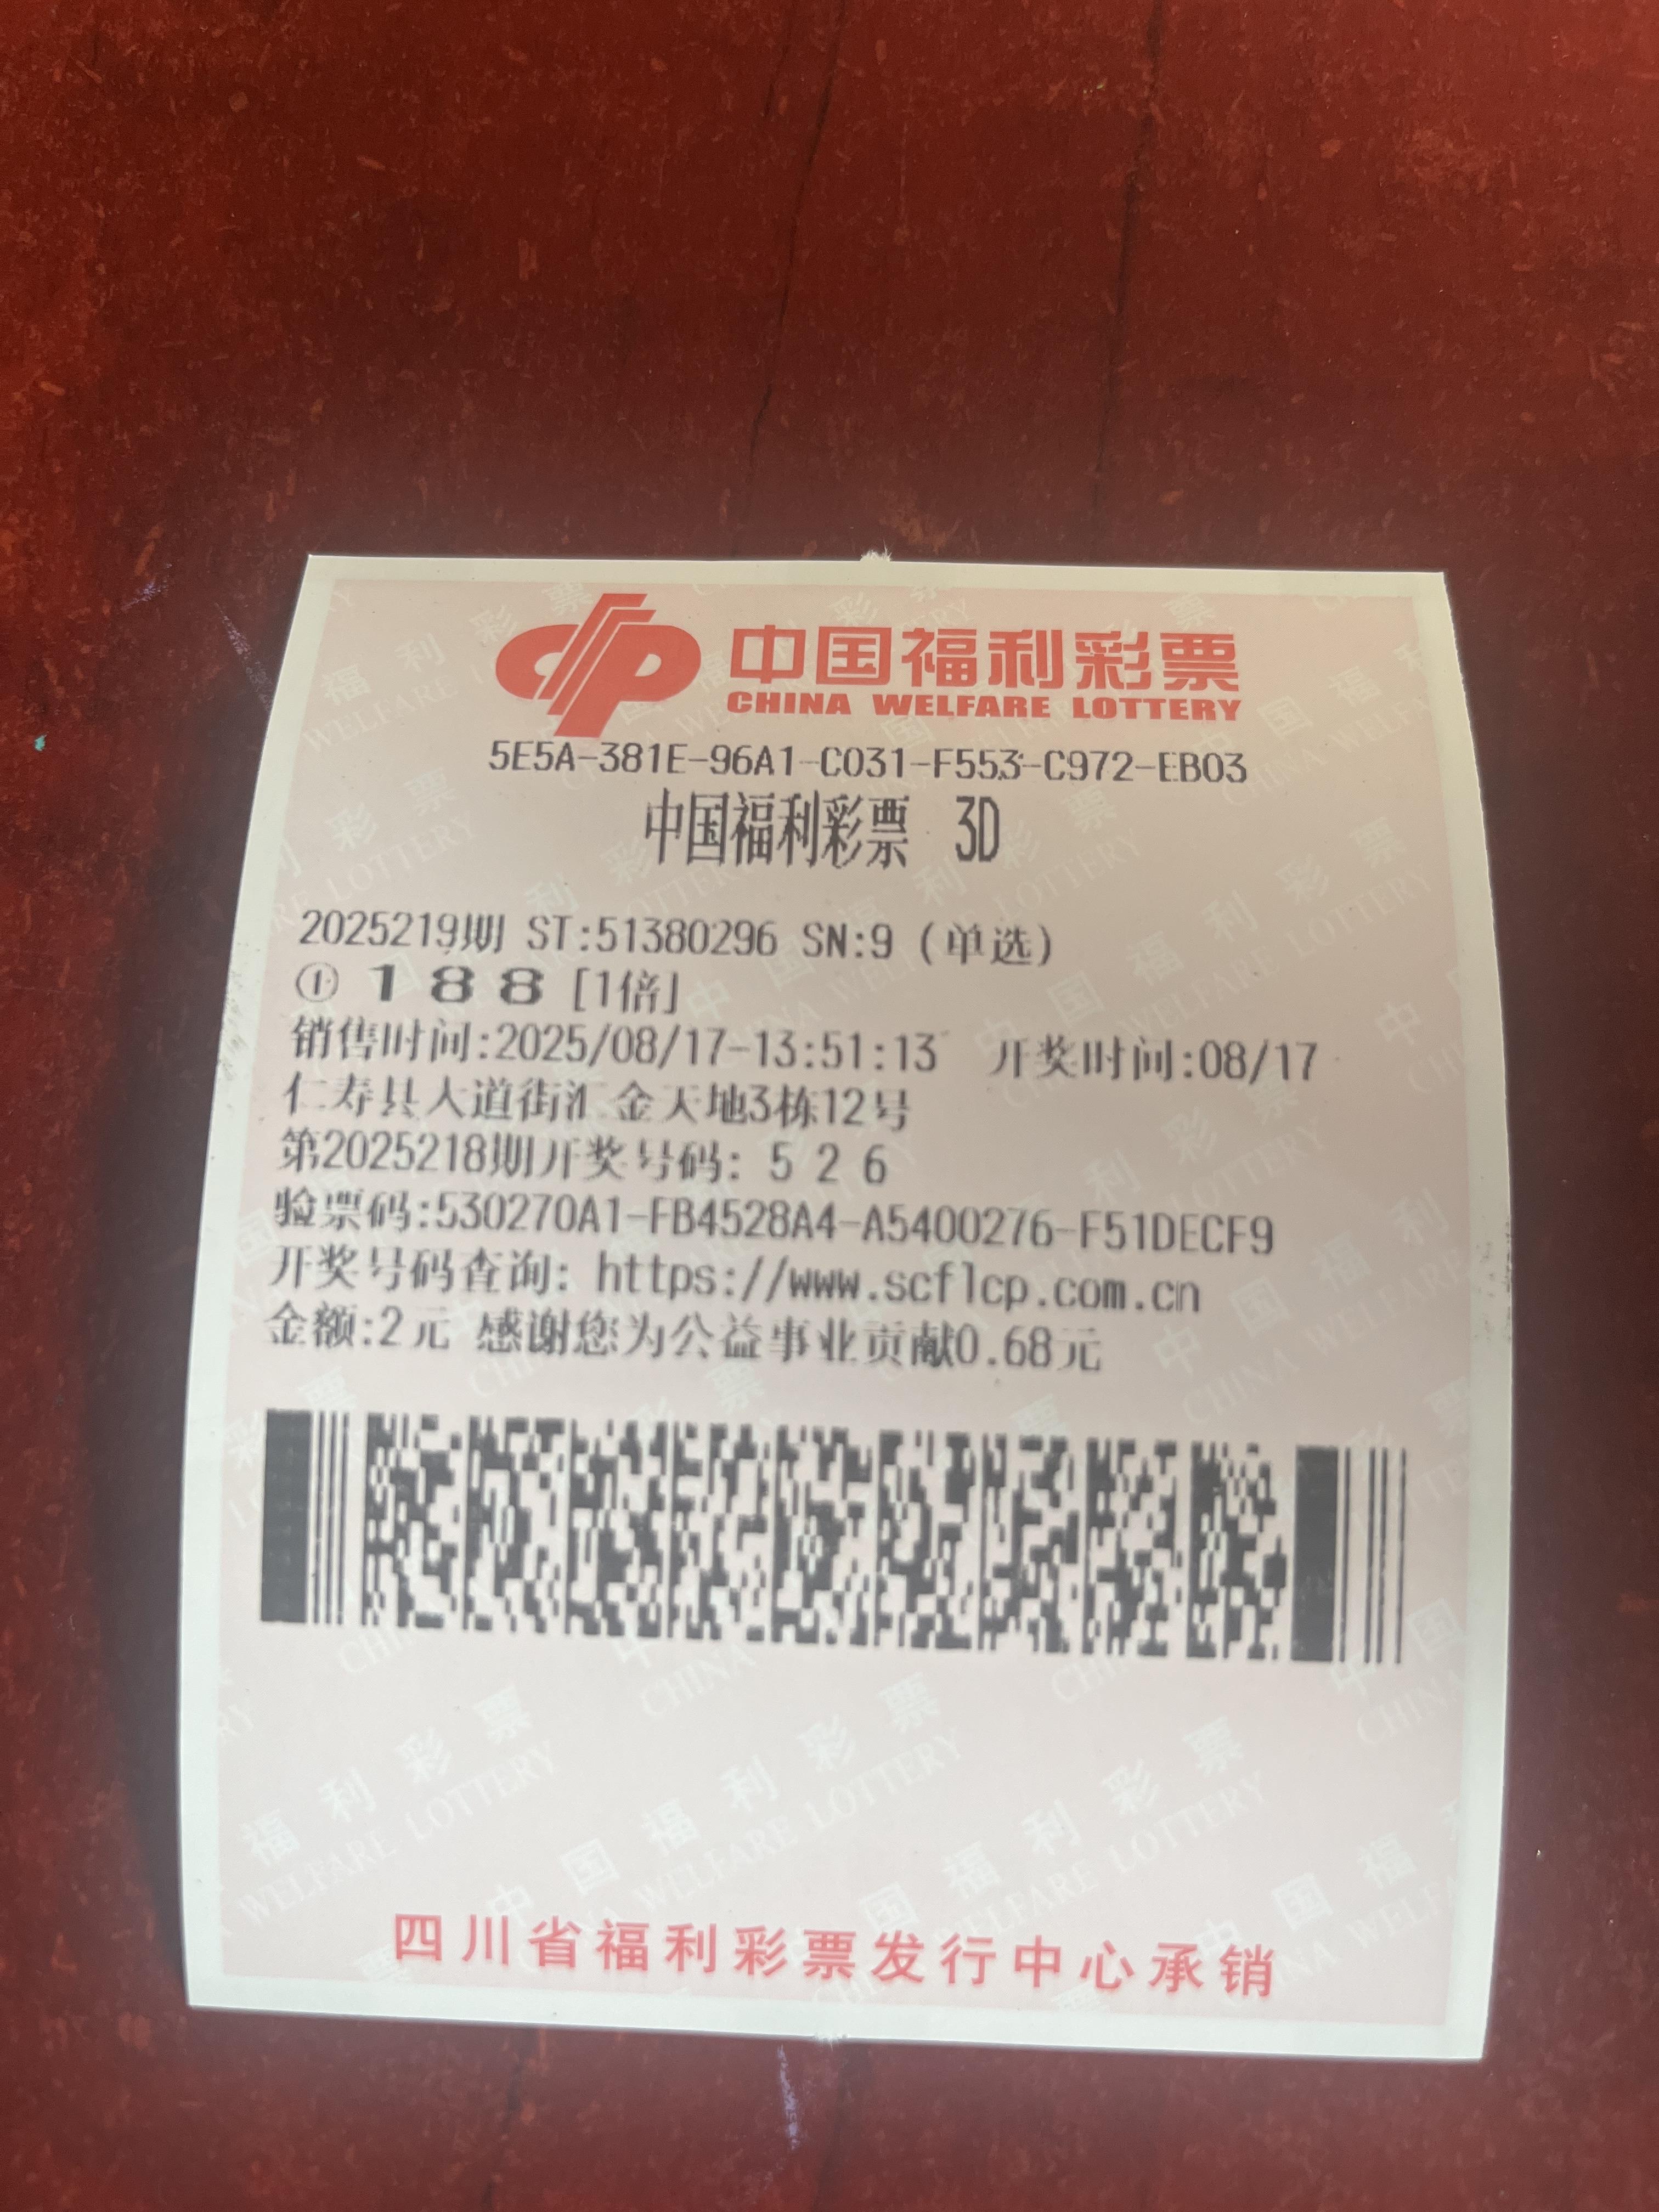 中国福利彩票
CHINA WELFARE LOTTERY
5E5A-381E-96A1-C031-F553-C972-EB03
中国福利彩票 3D
2025219期 ST:51380296 SN:9 (单选)
① 1 8 8 [1倍]
销售时间:2025/08/17-13:51:13 开奖时间:08/17
仁寿县大道街汇金天地3栋12号
第2025218期开奖号码: 5 2 6
验票码:530270A1-FB4528A4-A5400276-F51DECF9
开奖号码查询: https://www.scflcp.com.cn
金额:2元 感谢您为公益事业贡献0.68元
四川省福利彩票发行中心承销